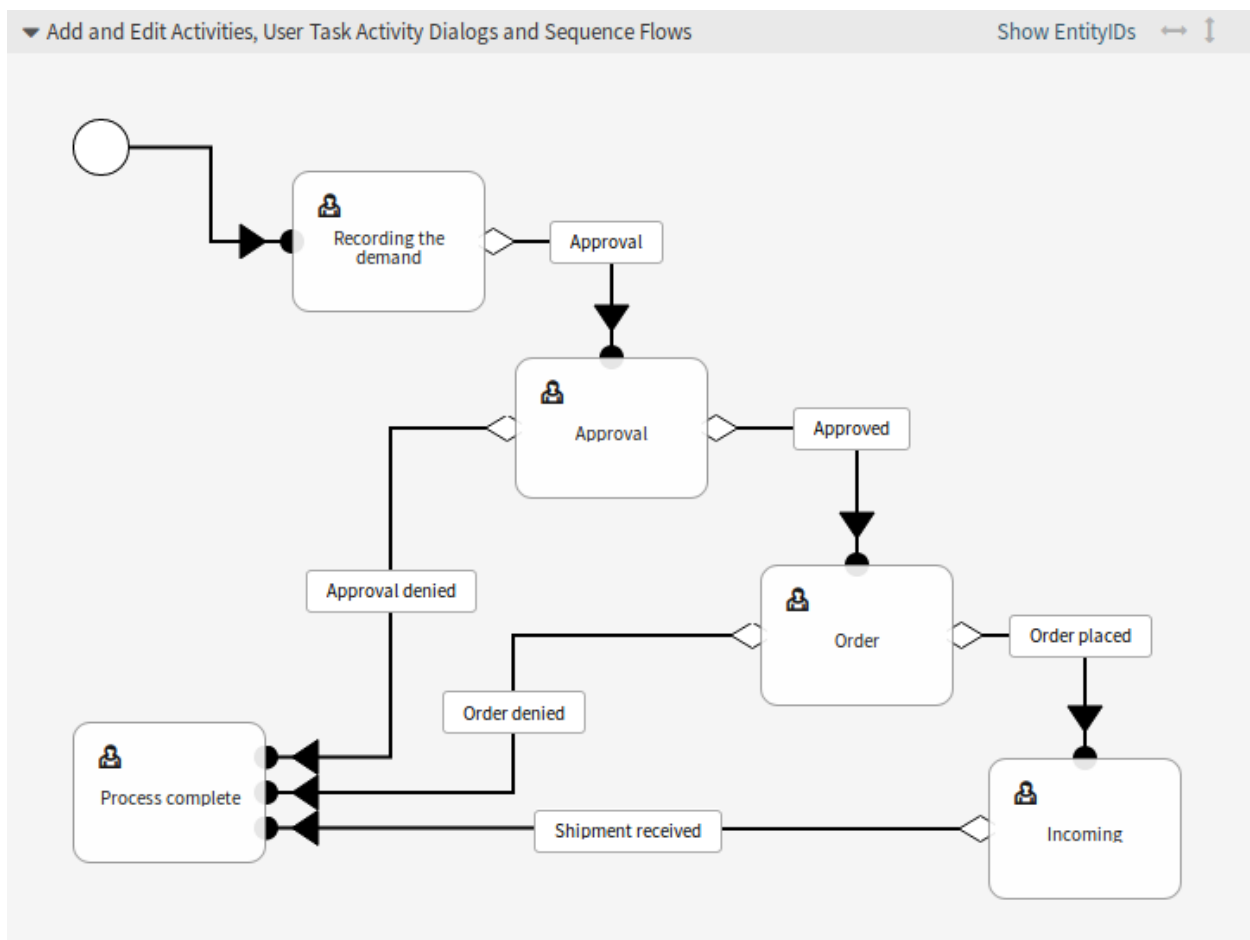 Add and Edit Activities, User Task Activity Dialogs and Sequence Flows
Show EntityIDs
Recording the
demand
Approval
Approval
Approved
Approval denied
Order
Order placed
Order denied
Process complete
Shipment received
Incoming